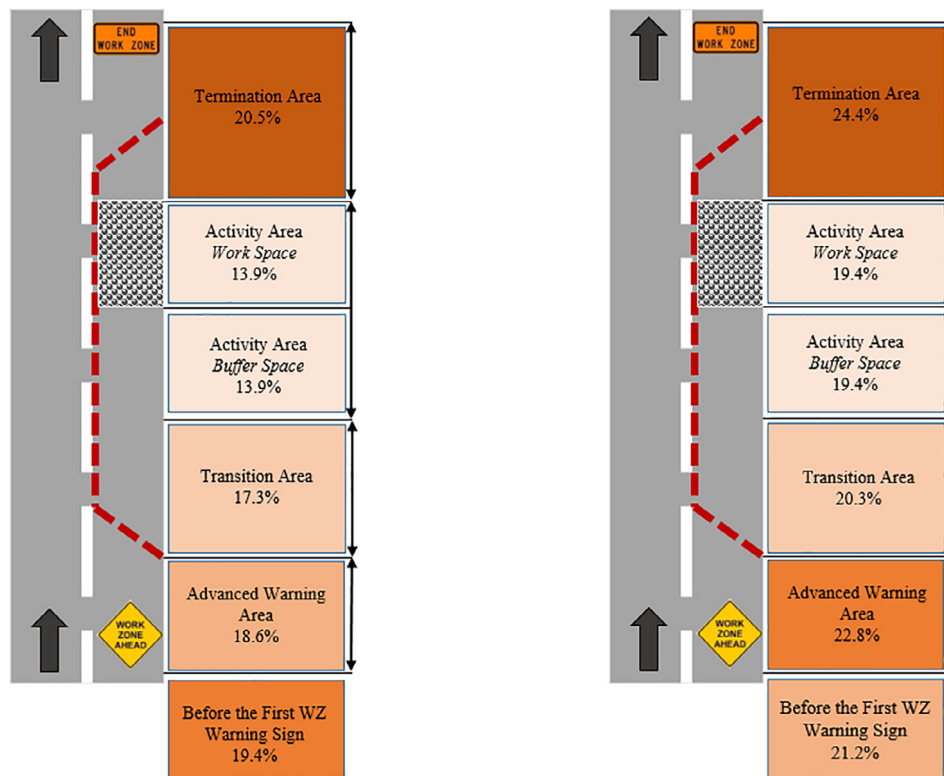 END
WORK ZONE
Termination Area
20.5%
Activity Area
Work Space
13.9%
Activity Area
Buffer Space
13.9%
Transition Area
17.3%
Advanced Warning
Area
18.6%
WORK
ZONE
AHEAD
Before the First WZ
Warning Sign
19.4%
END
WORK ZONE
Termination Area
24.4%
Activity Area
Work Space
19.4%
Activity Area
Buffer Space
19.4%
Transition Area
20.3%
Advanced Warning
Area
22.8%
WORK
ZONE
AHEAD
Before the First WZ
Warning Sign
21.2%